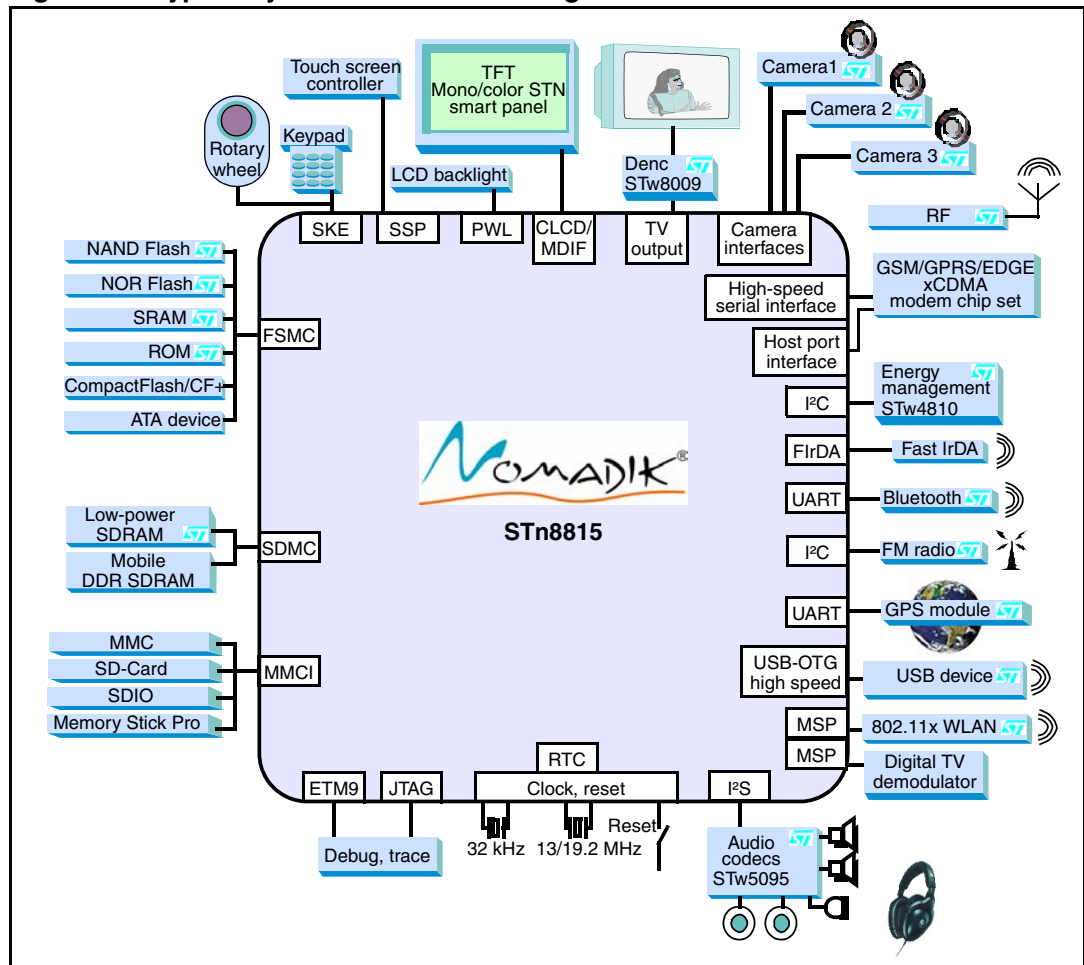 Touch screen
controller
TFT
Mono/color STN
smart panel
Camera1
Camera 2
Camera 3
Rotary
wheel
Keypad
LCD backlight
Denc
STw8009
RF
SKE
SSP
PWL
CLCD/
MDIF
TV
output
Camera
interfaces
NAND Flash
NOR Flash
SRAM
ROM
CompactFlash/CF+
ATA device
FSMC
High-speed
serial interface
GSM/GPRS/EDGE
xCDMA
modem chip set
Host port
interface
I²C
Energy
management
STw4810
FIrDA
Fast IrDA
NOMADIK®
STn8815
UART
Bluetooth
Low-power
SDRAM
Mobile
DDR SDRAM
SDMC
I²C
FM radio
UART
GPS module
MMC
SD-Card
SDIO
Memory Stick Pro
MMCI
USB-OTG
high speed
USB device
MSP
802.11x WLAN
MSP
Digital TV
demodulator
RTC
ETM9
JTAG
Clock, reset
I²S
Debug, trace
32 kHz
13/19.2 MHz
Reset
Audio
codecs
STw5095